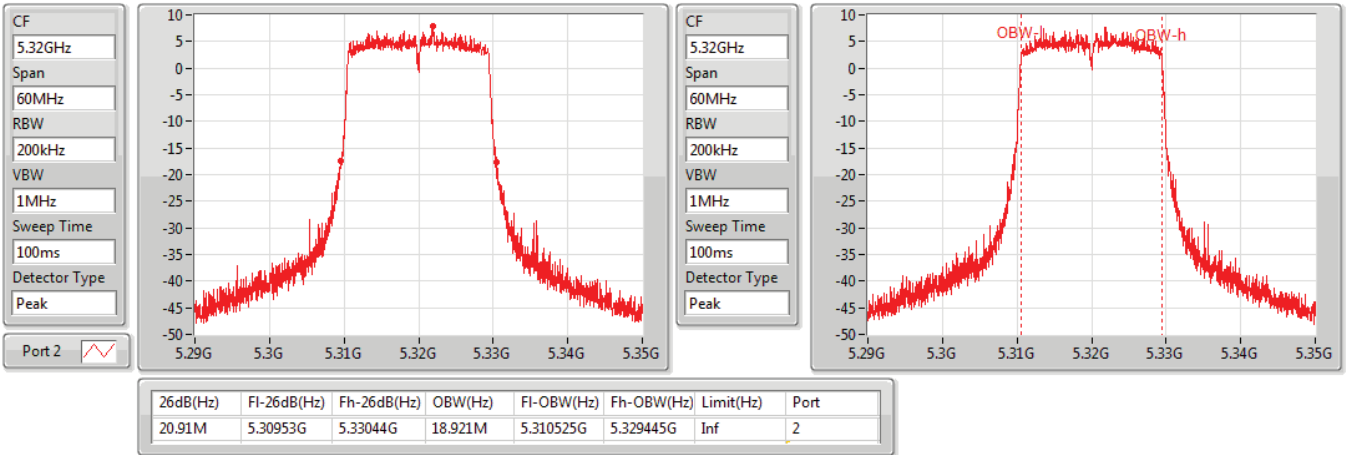 CF
5.32GHz
Span
60MHz
RBW
200kHz
VBW
1MHz
Sweep Time
100ms
Detector Type
Peak
Port 2
10
5
0
-5
-10
-15
-20
-25
-30
-35
-40
-45
-50
5.29G 5.3G 5.31G 5.32G 5.33G 5.34G 5.35G
CF
5.32GHz
Span
60MHz
RBW
200kHz
VBW
1MHz
Sweep Time
100ms
Detector Type
Peak
10
5
0
-5
-10
-15
-20
-25
-30
-35
-40
-45
-50
OBW-l OBW-h
5.29G 5.3G 5.31G 5.32G 5.33G 5.34G 5.35G
26dB(Hz) Fl-26dB(Hz) Fh-26dB(Hz) OBW(Hz) Fl-OBW(Hz) Fh-OBW(Hz) Limit(Hz) Port
20.91M 5.30953G 5.33044G 18.921M 5.310525G 5.329445G Inf 2